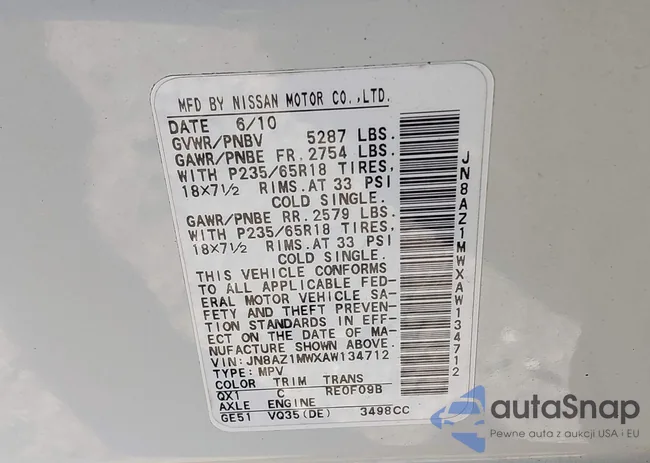 MFD BY NISSAN MOTOR CO.,LTD.
DATE 6/10
GVWR/PNBV 5287 LBS.
GAWR/PNBE FR. 2754 LBS.
WITH P235/65R18 TIRES,
18X7½ RIMS.AT 33 PSI
COLD SINGLE.
GAWR/PNBE RR. 2579 LBS.
WITH P235/65R18 TIRES,
18X7½ RIMS.AT 33 PSI
COLD SINGLE.
THIS VEHICLE CONFORMS
TO ALL APPLICABLE FED-
ERAL MOTOR VEHICLE SA-
FETY AND THEFT PREVEN-
TION STANDARDS IN EFF-
ECT ON THE DATE OF MA-
NUFACTURE SHOWN ABOVE.
VIN: JN8AZ1MWXAW134712
TYPE: MPV
COLOR TRIM TRANS
QX1 C RE0F09B
AXLE ENGINE
GE51 VQ35(DE) 3498CC
JN8AZ1MWXAW134712
autaSnap
Pewne auta z aukcji USA i EU